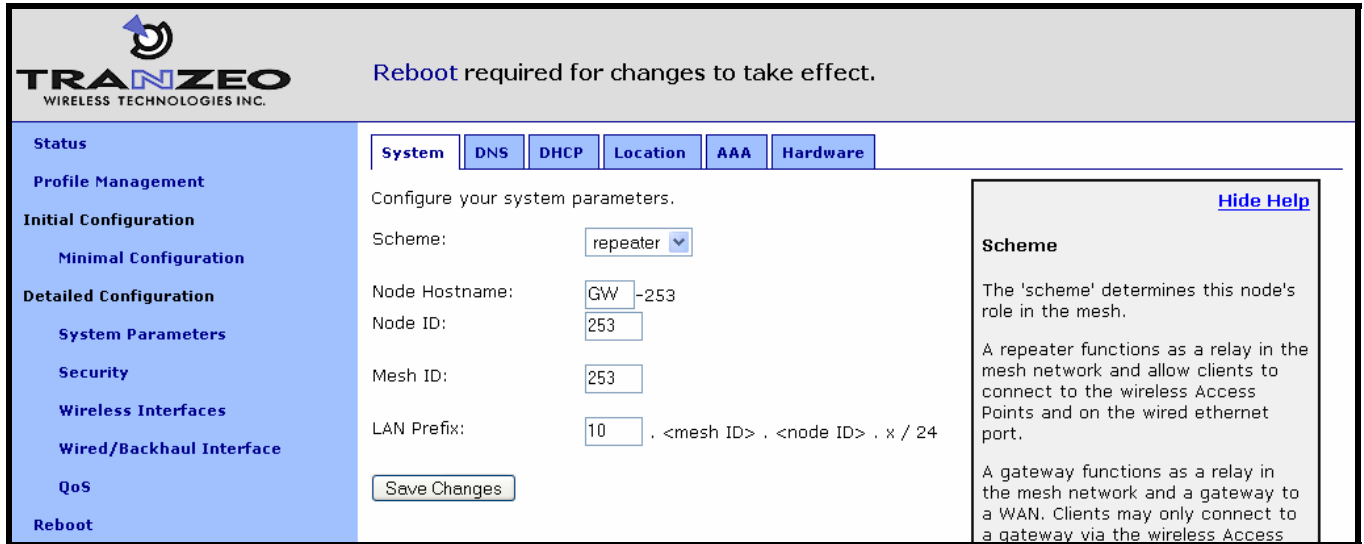 TRANZEO
WIRELESS TECHNOLOGIES INC.
Reboot required for changes to take effect.
Status
Profile Management
Initial Configuration
Minimal Configuration
Detailed Configuration
System Parameters
Security
Wireless Interfaces
Wired/Backhaul Interface
QoS
Reboot
System DNS DHCP Location AAA Hardware
Configure your system parameters.
Scheme: repeater
Node Hostname: GW -253
Node ID: 253
Mesh ID: 253
LAN Prefix: 10 . <mesh ID> . <node ID> . x / 24
Save Changes
Hide Help
Scheme
The 'scheme' determines this node's
role in the mesh.
A repeater functions as a relay in the
mesh network and allow clients to
connect to the wireless Access
Points and on the wired ethernet
port.
A gateway functions as a relay in
the mesh network and a gateway to
a WAN. Clients may only connect to
a gateway via the wireless Access